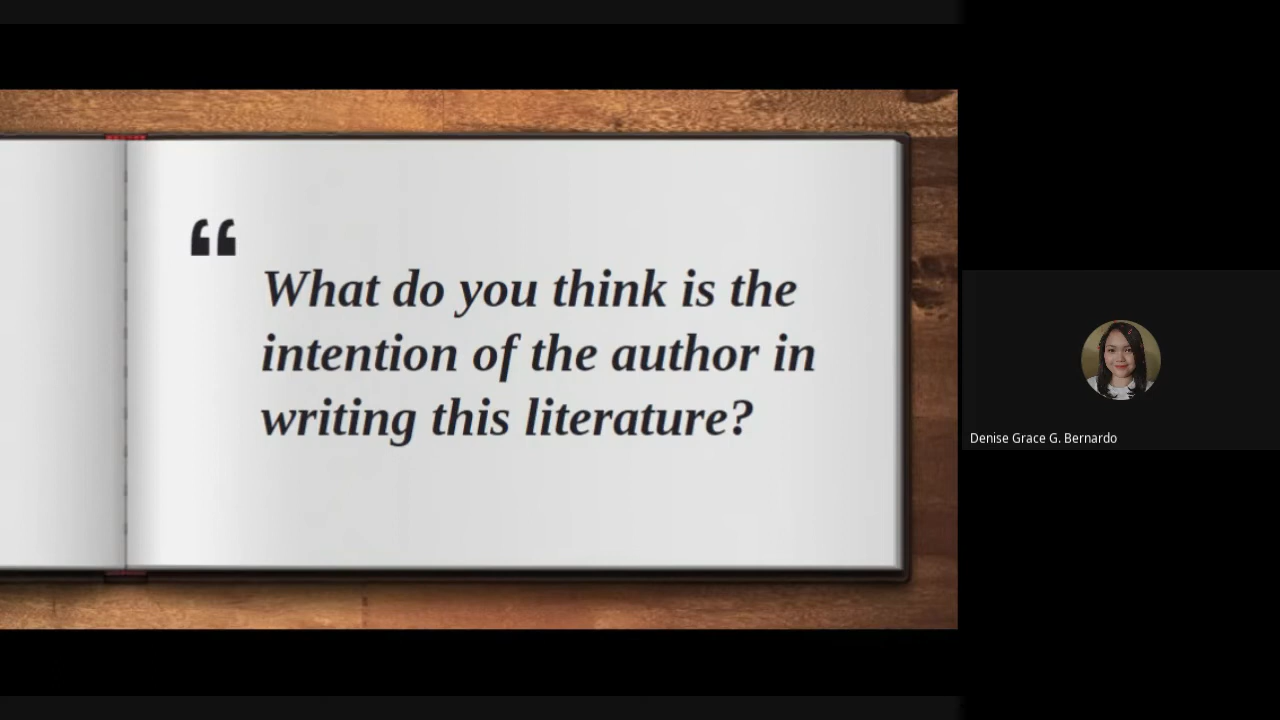 “
What do you think is the
intention of the author in
writing this literature?
Denise Grace G. Bernardo